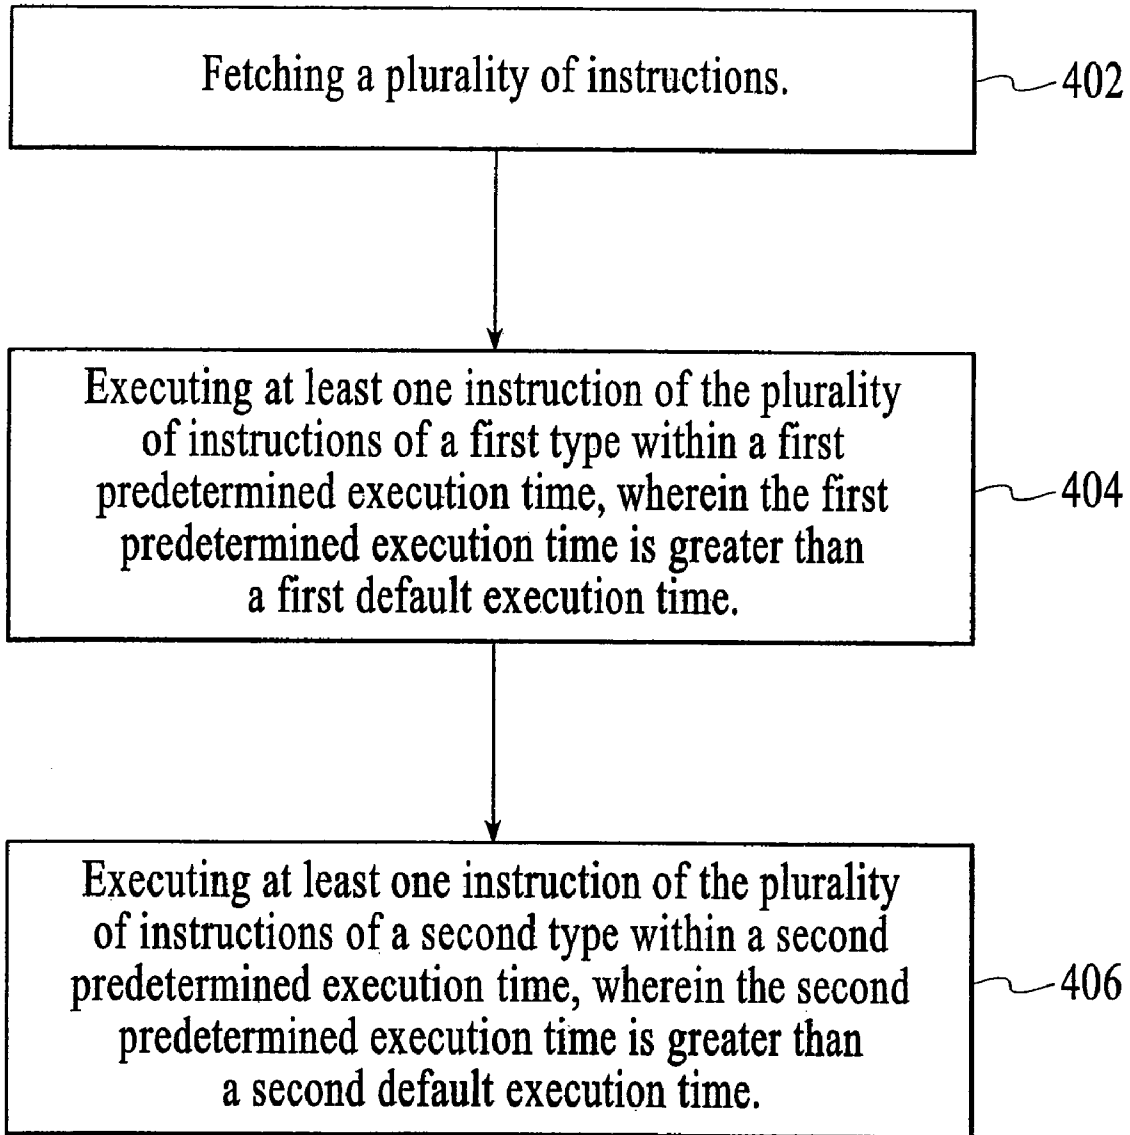 Fetching a plurality of instructions.
402
Executing at least one instruction of the plurality
of instructions of a first type within a first
predetermined execution time, wherein the first
predetermined execution time is greater than
a first default execution time.
404
Executing at least one instruction of the plurality
of instructions of a second type within a second
predetermined execution time, wherein the second
predetermined execution time is greater than
a second default execution time.
406